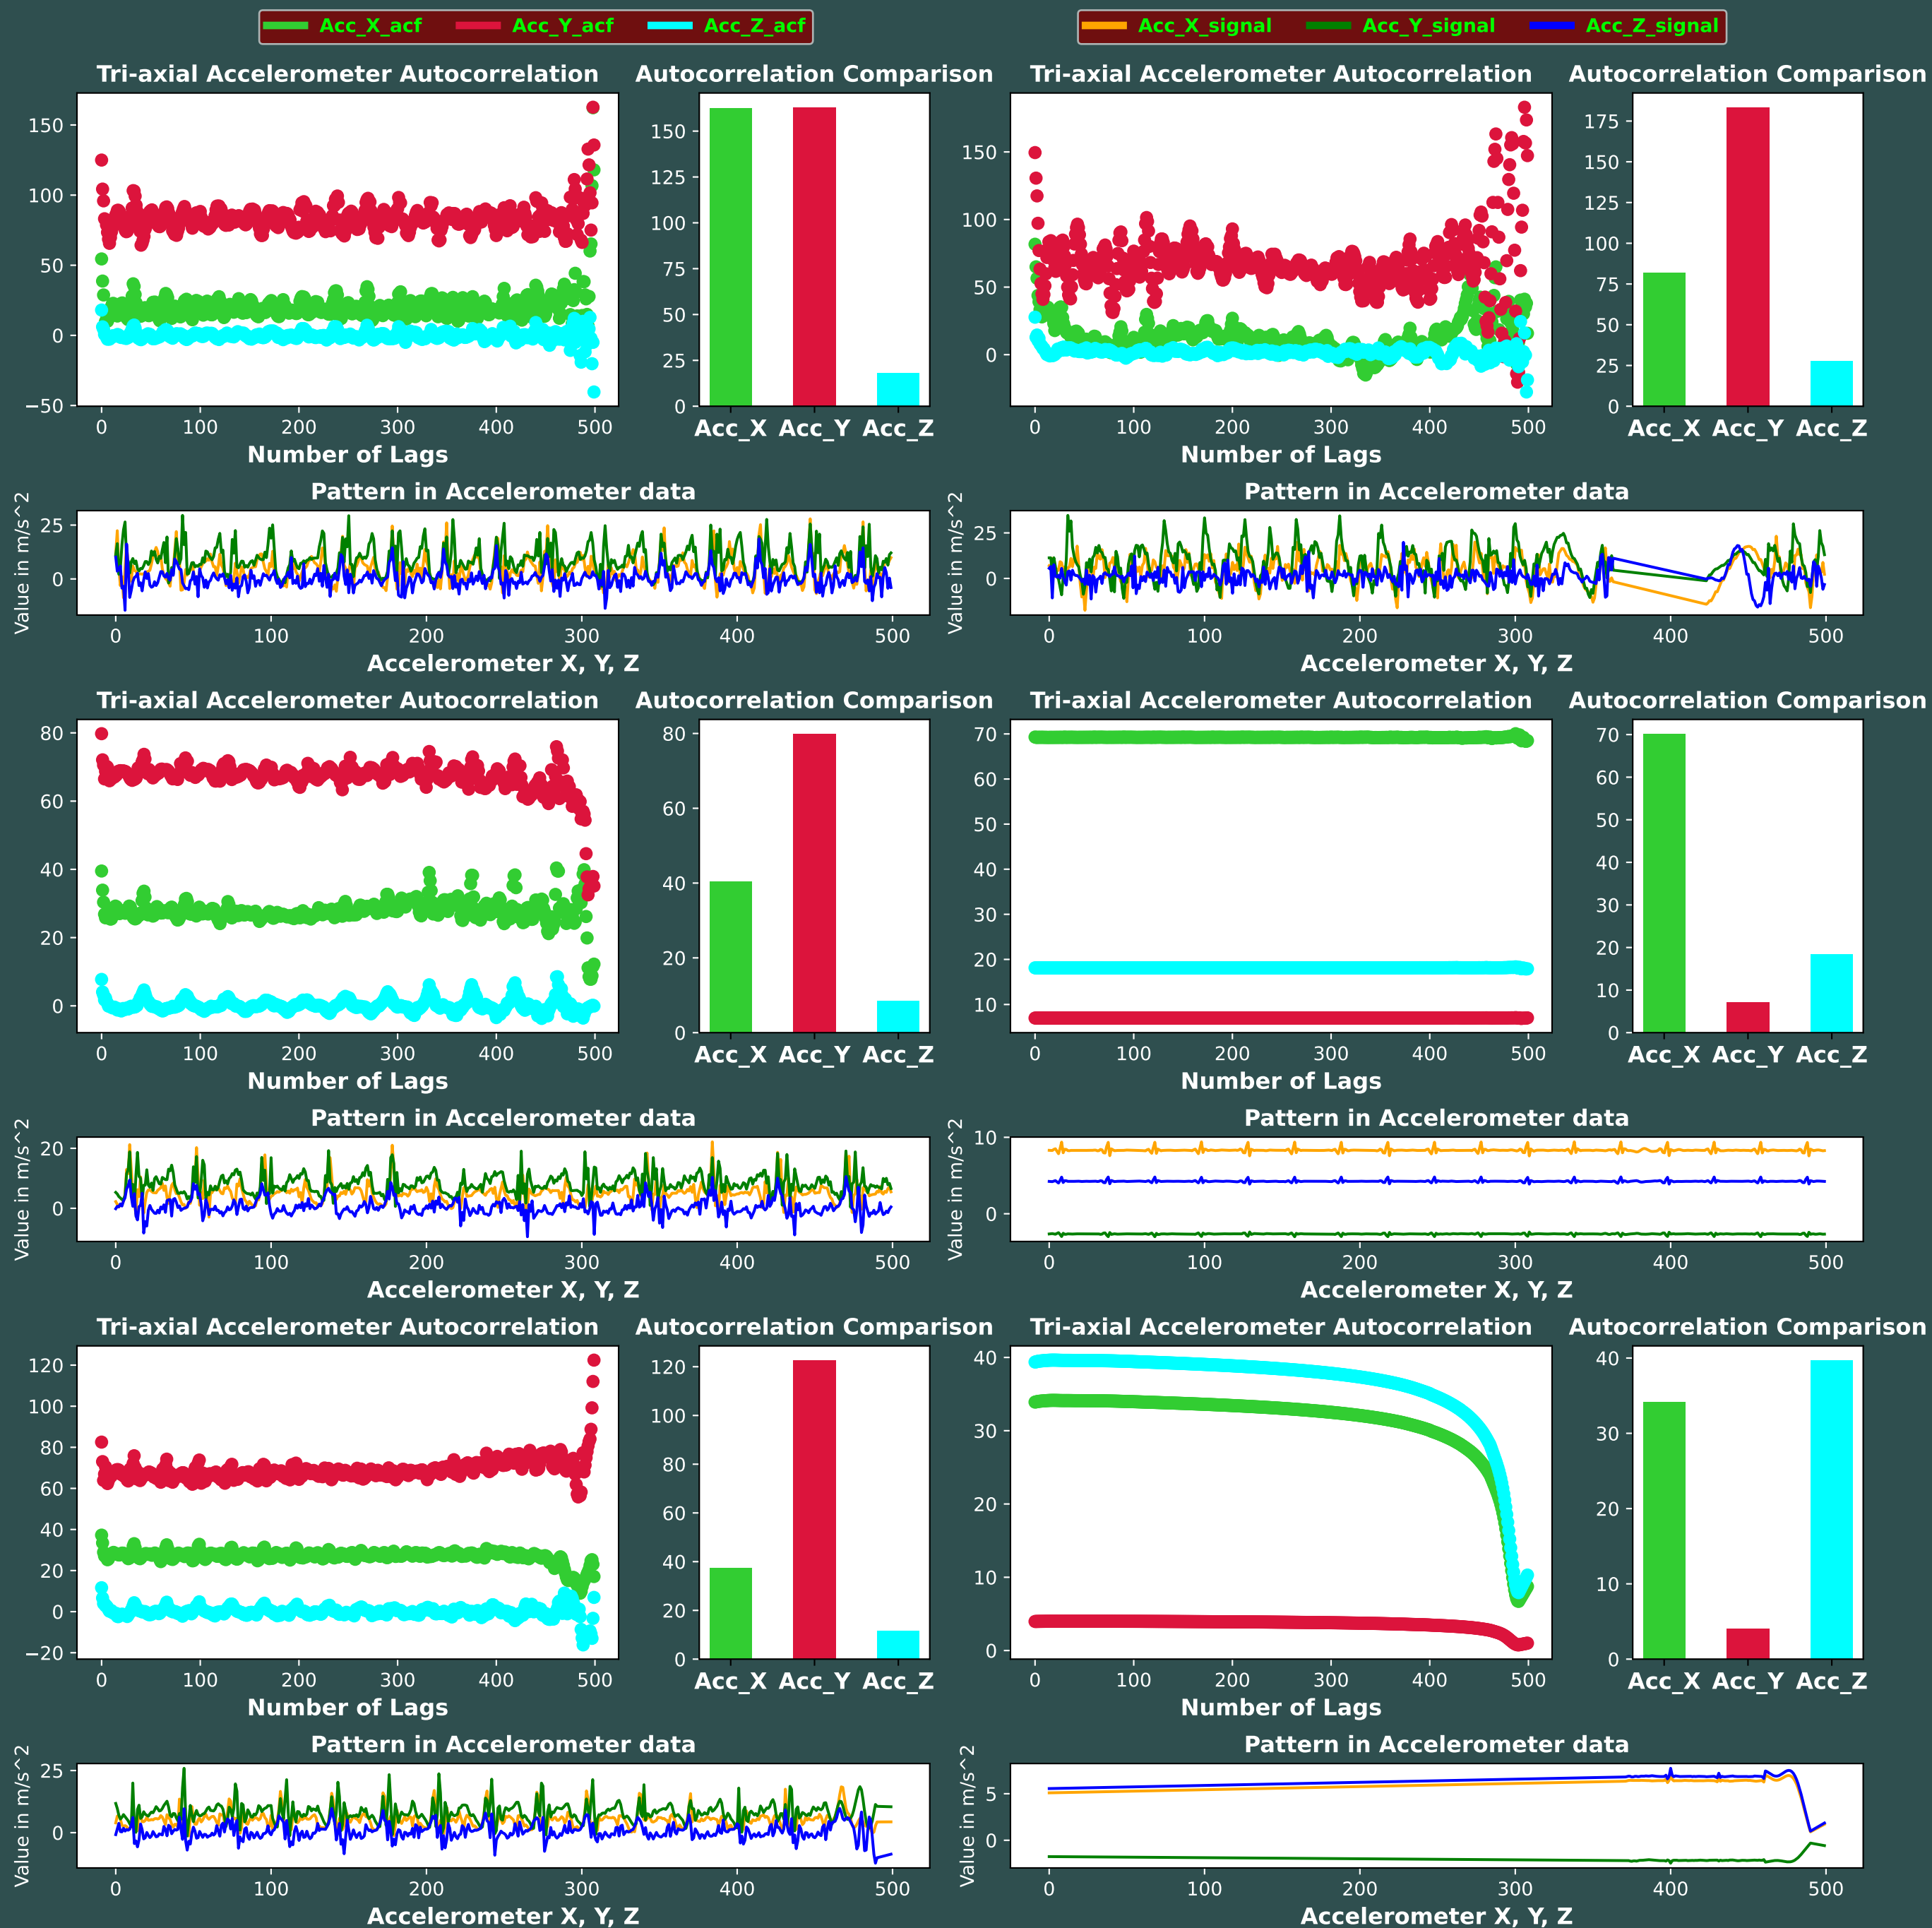 Acc_X_acf Acc_Y_acf Acc_Z_acf
Acc_X_signal Acc_Y_signal Acc_Z_signal
Tri-axial Accelerometer Autocorrelation
150
100
50
0
−50
0 100 200 300 400 500
Number of Lags
Autocorrelation Comparison
150
125
100
75
50
25
0
Acc_X Acc_Y Acc_Z
Tri-axial Accelerometer Autocorrelation
150
100
50
0
0 100 200 300 400 500
Number of Lags
Autocorrelation Comparison
175
150
125
100
75
50
25
0
Acc_X Acc_Y Acc_Z
Pattern in Accelerometer data
Value in m/s^2
25
0
0 100 200 300 400 500
Accelerometer X, Y, Z
Pattern in Accelerometer data
Value in m/s^2
25
0
0 100 200 300 400 500
Accelerometer X, Y, Z
Tri-axial Accelerometer Autocorrelation
80
60
40
20
0
0 100 200 300 400 500
Number of Lags
Autocorrelation Comparison
80
60
40
20
0
Acc_X Acc_Y Acc_Z
Tri-axial Accelerometer Autocorrelation
70
60
50
40
30
20
10
0 100 200 300 400 500
Number of Lags
Autocorrelation Comparison
70
60
50
40
30
20
10
0
Acc_X Acc_Y Acc_Z
Pattern in Accelerometer data
Value in m/s^2
20
0
0 100 200 300 400 500
Accelerometer X, Y, Z
Pattern in Accelerometer data
Value in m/s^2
10
0
0 100 200 300 400 500
Accelerometer X, Y, Z
Tri-axial Accelerometer Autocorrelation
120
100
80
60
40
20
0
−20
0 100 200 300 400 500
Number of Lags
Autocorrelation Comparison
120
100
80
60
40
20
0
Acc_X Acc_Y Acc_Z
Tri-axial Accelerometer Autocorrelation
40
30
20
10
0
0 100 200 300 400 500
Number of Lags
Autocorrelation Comparison
40
30
20
10
0
Acc_X Acc_Y Acc_Z
Pattern in Accelerometer data
Value in m/s^2
25
0
0 100 200 300 400 500
Accelerometer X, Y, Z
Pattern in Accelerometer data
Value in m/s^2
5
0
0 100 200 300 400 500
Accelerometer X, Y, Z